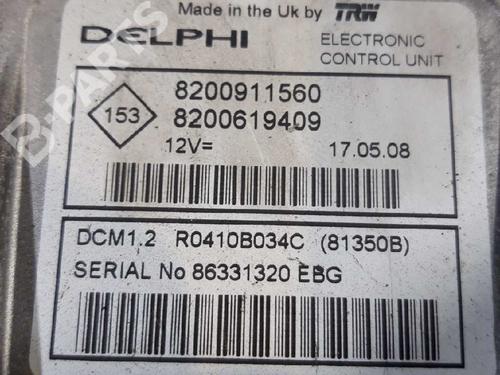 Made in the Uk by TRW
DELPHI
ELECTRONIC
CONTROL UNIT
153
8200911560
8200619409
12V=
17.05.08
DCM1.2 R0410B034C (81350B)
SERIAL No 86331320 EBG
B-PARTS